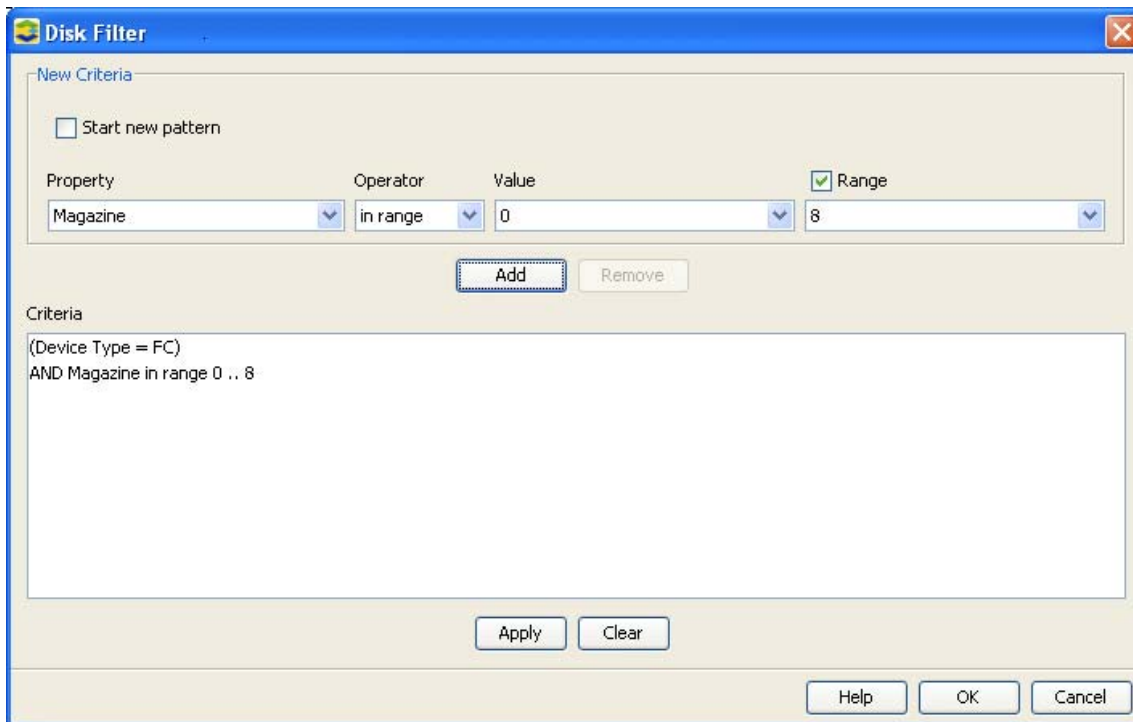 Disk Filter
New Criteria
Start new pattern
Property Operator Value Range
Magazine in range 0 8
Add Remove
Criteria
(Device Type = FC)
AND Magazine in range 0 .. 8
Apply Clear
Help OK Cancel